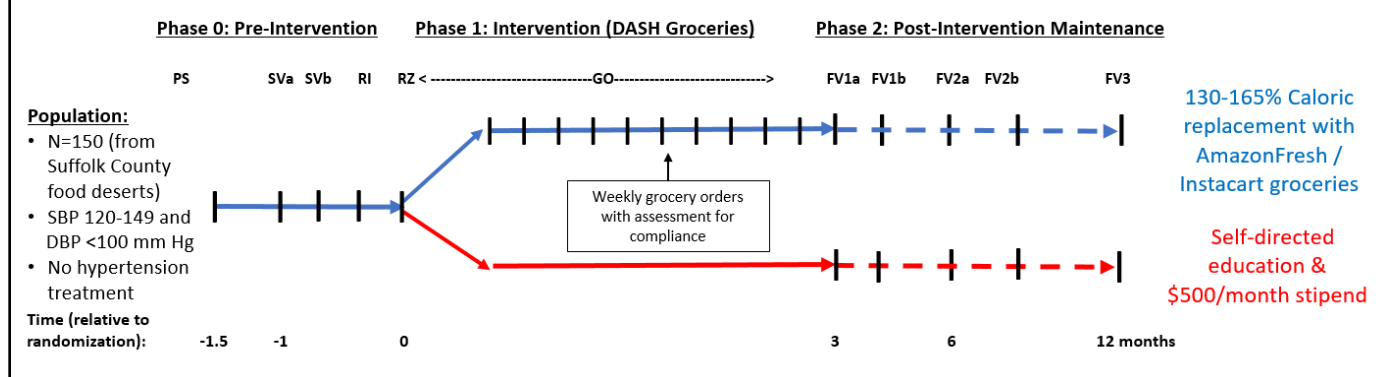 Phase 0: Pre-Intervention
Phase 1: Intervention (DASH Groceries)
Phase 2: Post-Intervention Maintenance
PS SVa SVb RI RZ < ------------------------------GO----------------------------> FV1a FV1b FV2a FV2b FV3
Population:
• N=150 (from
Suffolk County
food deserts)
• SBP 120-149 and
DBP <100 mm Hg
• No hypertension
treatment
Weekly grocery orders
with assessment for
compliance
130-165% Caloric
replacement with
AmazonFresh /
Instacart groceries
Self-directed
education &
$500/month stipend
Time (relative to
randomization): -1.5 -1 0 3 6 12 months